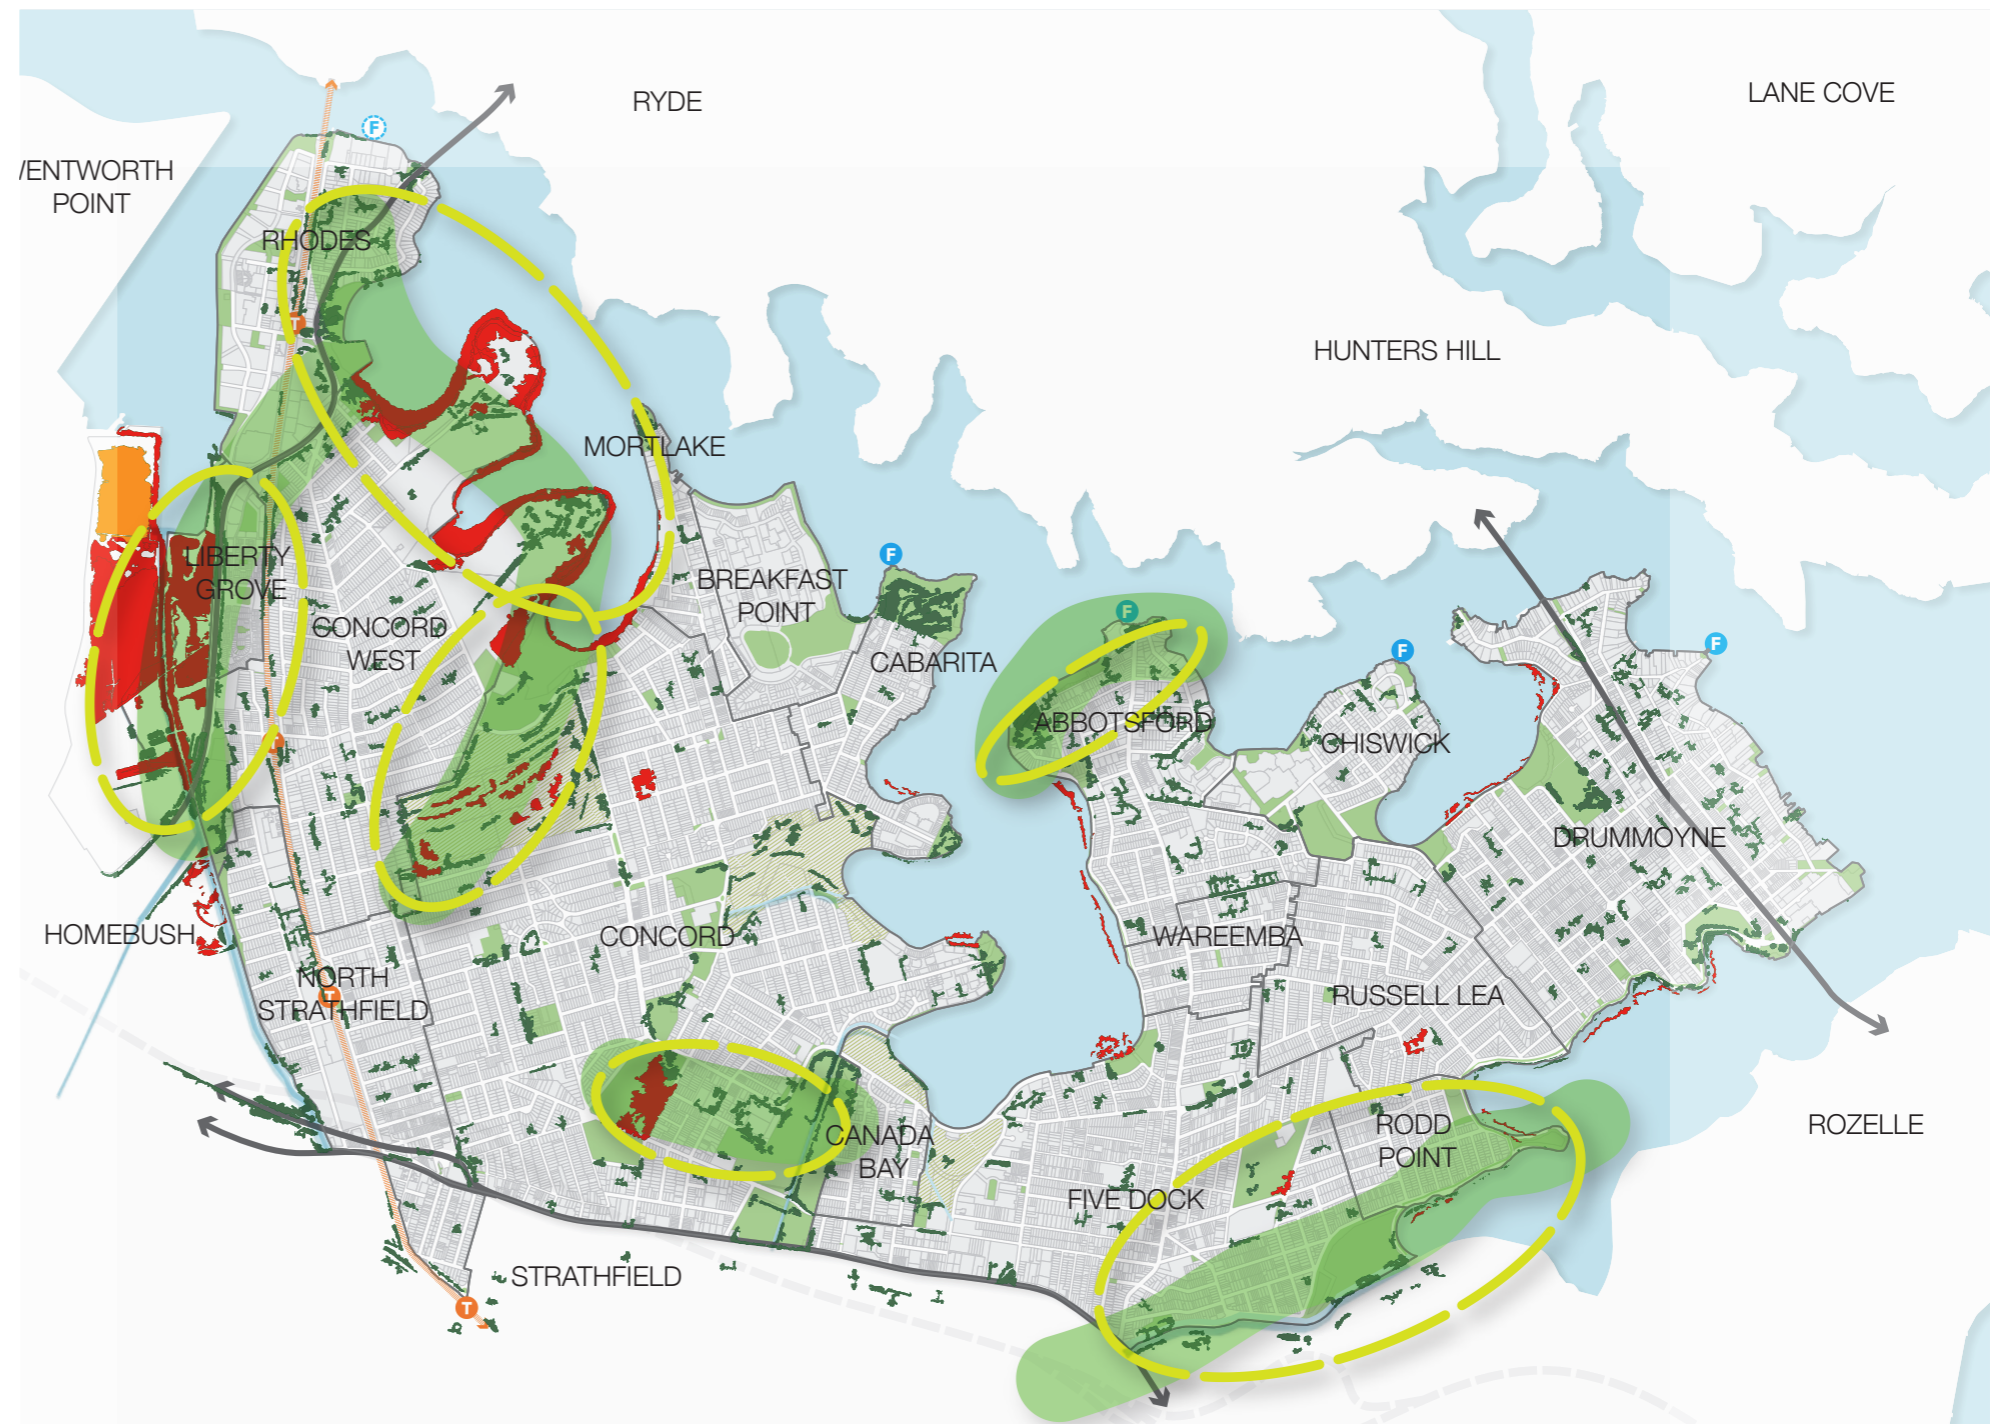 RYDE
LANE COVE
F
WENTWORTH
POINT
RHODES
T
HUNTERS HILL
MORTLAKE
LIBERTY
GROVE
BREAKFAST
POINT
F
CONCORD
WEST
CABARITA
F
F
F
ABBOTSFORD
CHISWICK
T
DRUMMOYNE
HOMEBUSH
CONCORD
WAREEMBA
NORTH
STRATHFIELD
T
RUSSELL LEA
CANADA
BAY
RODD
POINT
ROZELLE
FIVE DOCK
STRATHFIELD
T